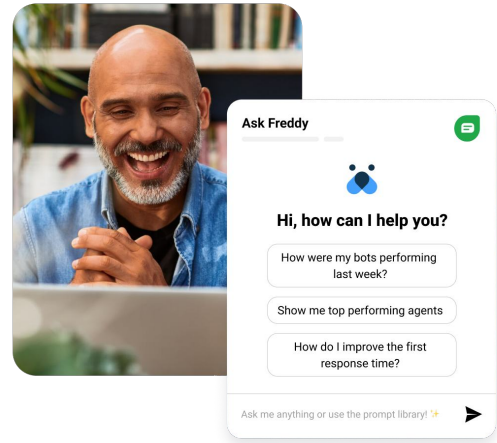 Ask Freddy
Hi, how can I help you?
How were my bots performing
last week?
Show me top performing agents
How do I improve the first
response time?
Ask me anything or use the prompt library! ✨